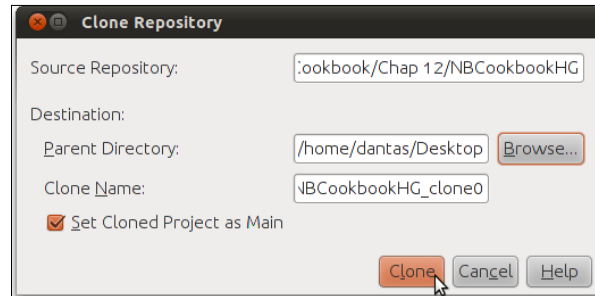 Clone Repository
Source Repository: :ookbook/Chap 12/NBCookbookHG
Destination:
Parent Directory: /home/dantas/Desktop Browse...
Clone Name: NBCookbookHG_clone0
Set Cloned Project as Main
Clone Cancel Help